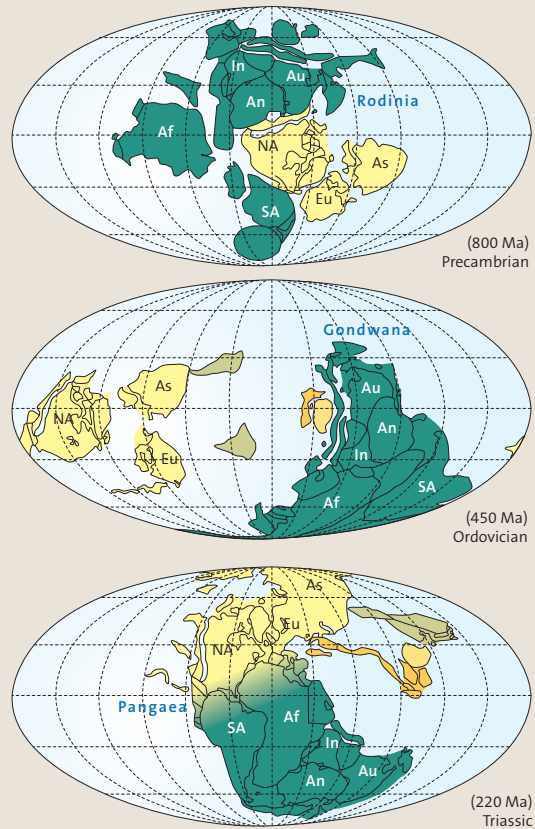 In
Au
An
Rodinia
Af
NA
As
Eu
SA
(800 Ma)
Precambrian
Gondwana
As
Au
NA
An
Eu
In
Af
SA
(450 Ma)
Ordovician
As
Eu
NA
Pangaea
Af
SA
In
An
Au
(220 Ma)
Triassic